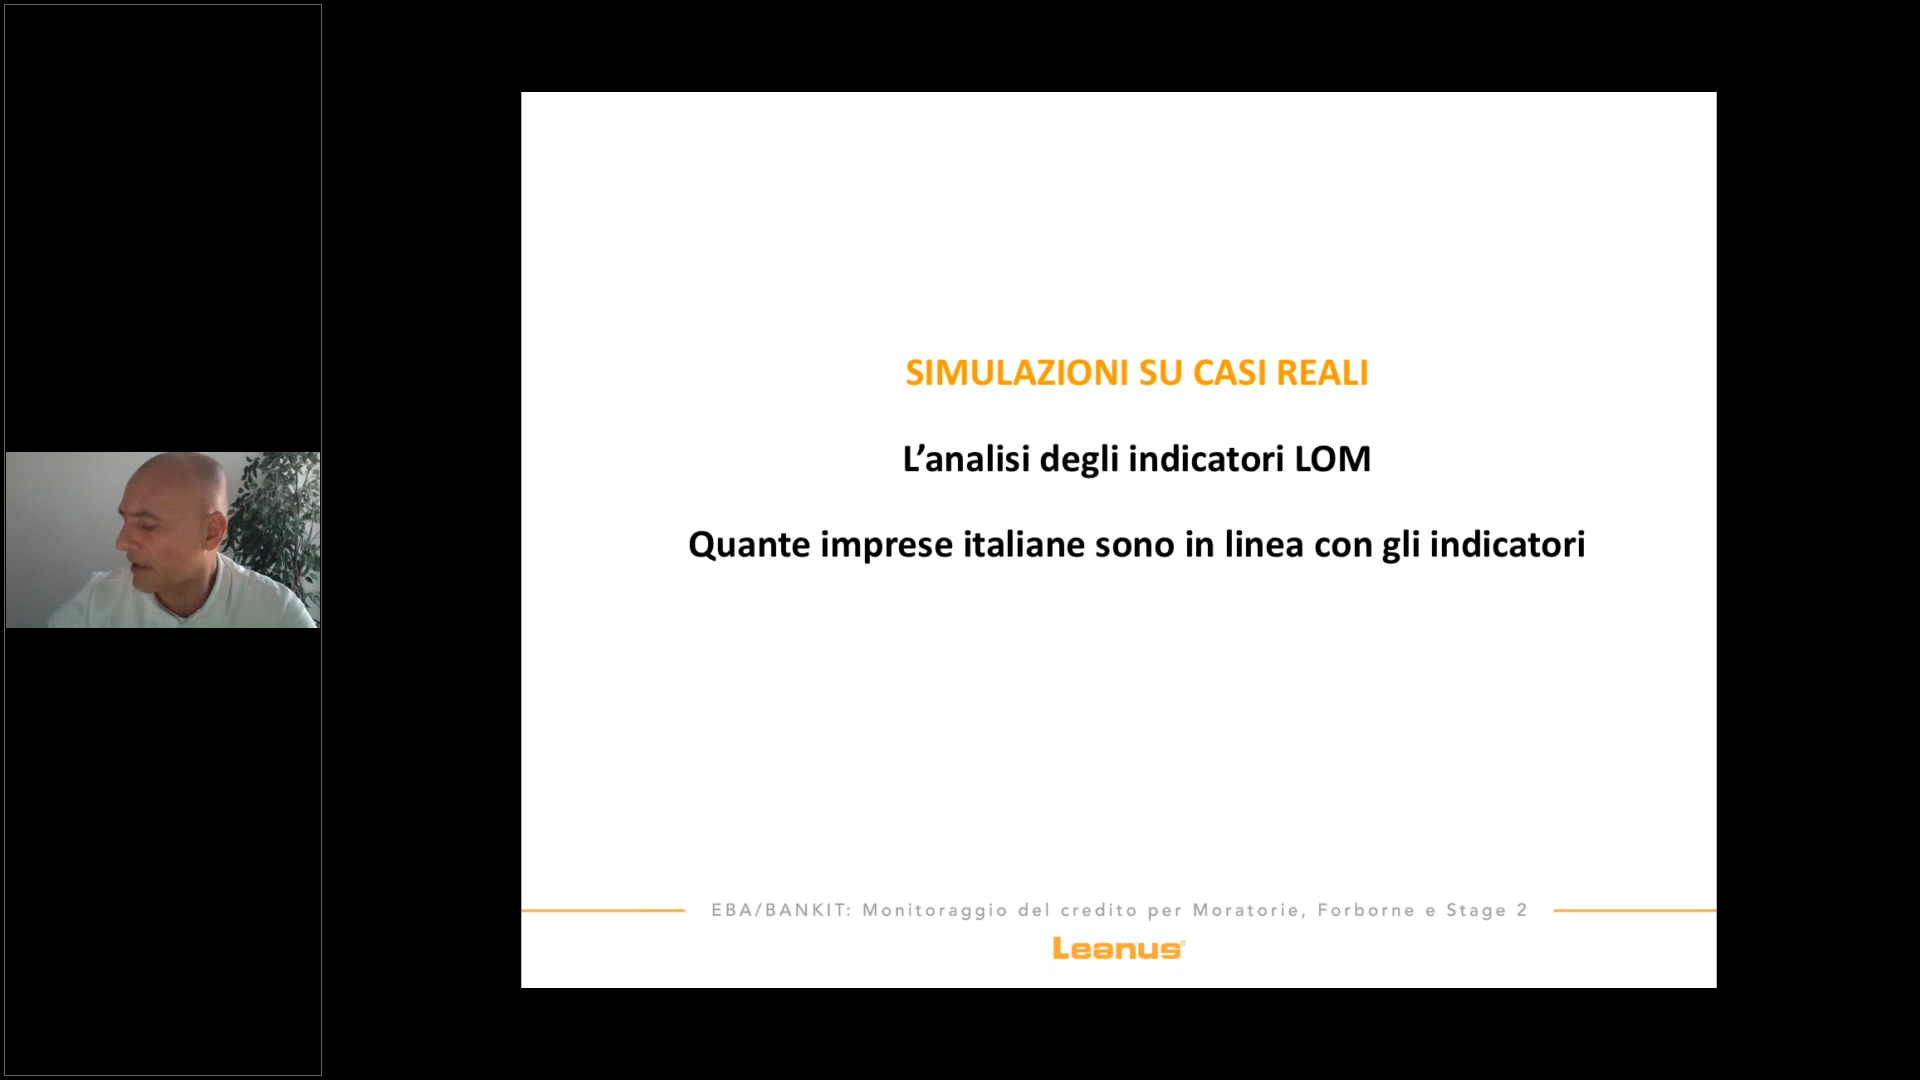 SIMULAZIONI SU CASI REALI
L’analisi degli indicatori LOM
Quante imprese italiane sono in linea con gli indicatori
EBA/BANKIT: Monitoraggio del credito per Moratorie, Forborne e Stage 2
Leanus